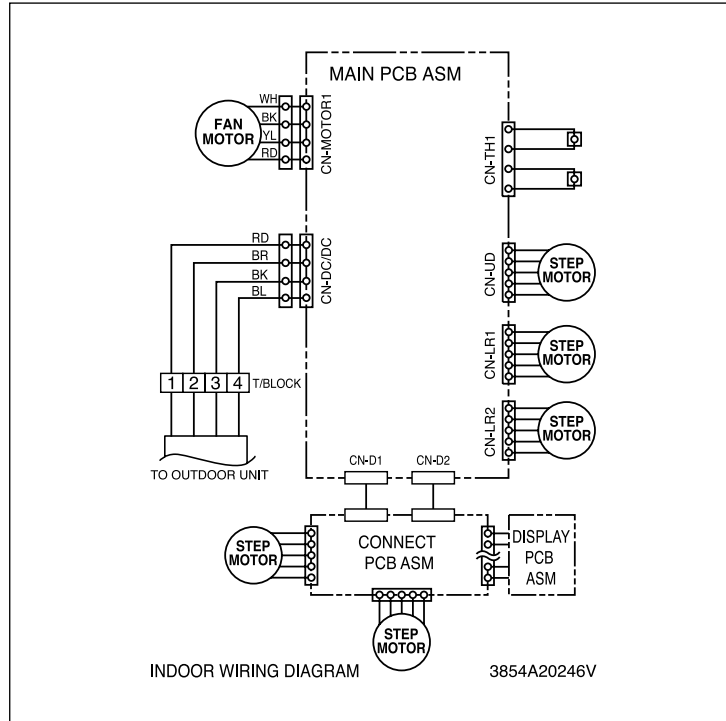 MAIN PCB ASM
WH
BK
YL
RD
FAN
MOTOR
CN-MOTOR1
CN-TH1
RD
BR
BK
BL
CN-DC/DC
CN-UD
STEP
MOTOR
CN-LR1
STEP
MOTOR
1 2 3 4 T/BLOCK
CN-LR2
STEP
MOTOR
TO OUTDOOR UNIT
CN-D1 CN-D2
STEP
MOTOR
CONNECT
PCB ASM
DISPLAY
PCB
ASM
STEP
MOTOR
INDOOR WIRING DIAGRAM 3854A20246V